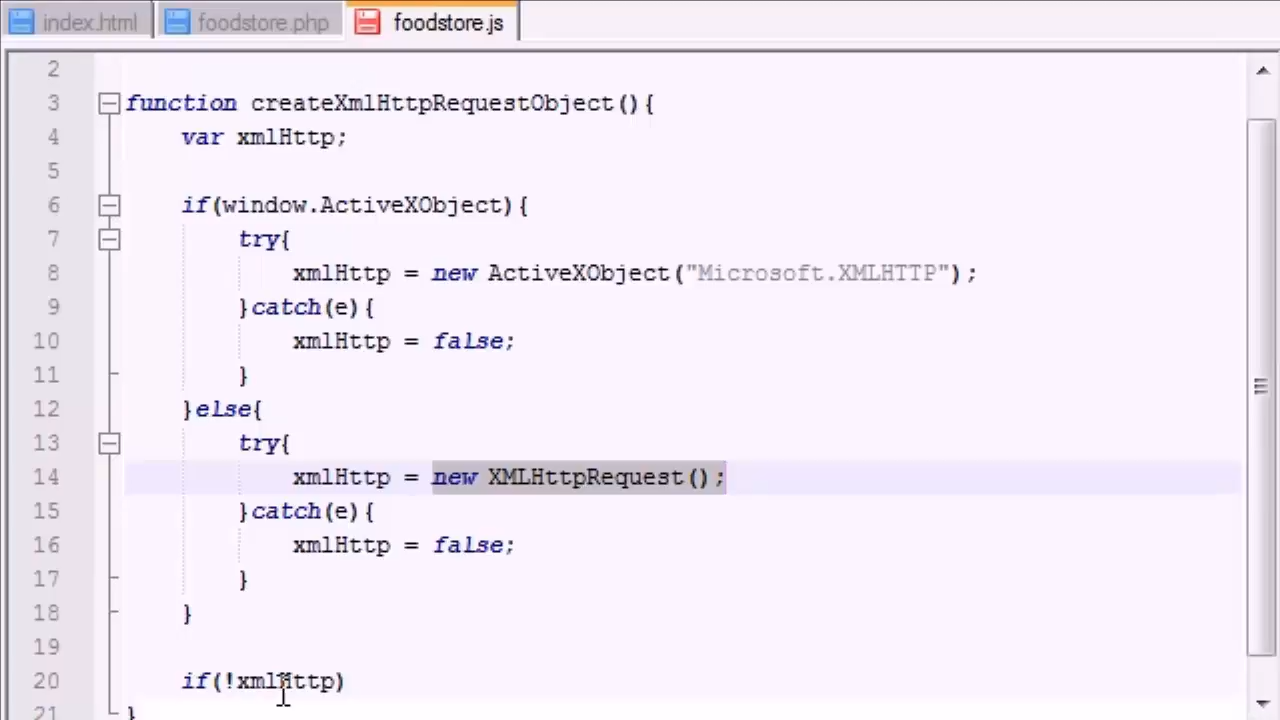 index.html foodstore.php foodstore.js
2
3 function createXmlHttpRequestObject(){
4 var xmlHttp;
5
6 if(window.ActiveXObject){
7 try{
8 xmlHttp = new ActiveXObject("Microsoft.XMLHTTP");
9 }catch(e){
10 xmlHttp = false;
11 }
12 }else{
13 try{
14 xmlHttp = new XMLHttpRequest();
15 }catch(e){
16 xmlHttp = false;
17 }
18 }
19
20 if(!xmlHttp)
21 }